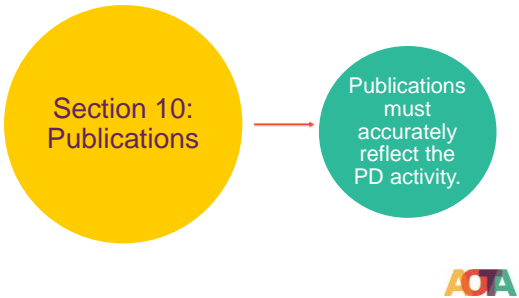 Section 10:
Publications
Publications
must
accurately
reflect the
PD activity.
AOTA